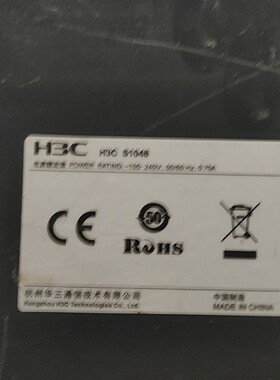 H3C H3C S1048
电源额定值 POWER RATING: ~100-240V, 50/60 Hz, 0.75A
CE 50 RoHS
杭州华三通信技术有限公司 中国制造
Hangzhou H3C Technologies Co., Ltd. MADE IN CHINA